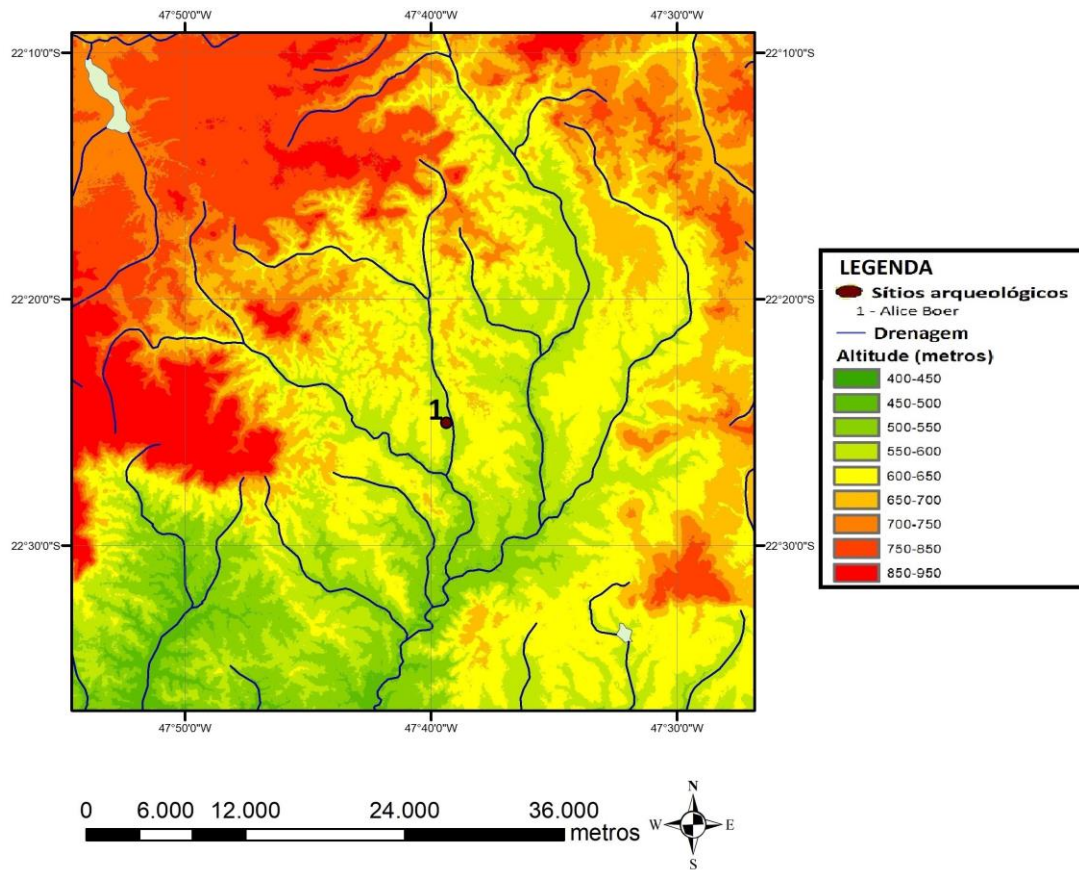 47°50'0"W 47°40'0"W 47°30'0"W
22°10'0"S 22°10'0"S
22°20'0"S 22°20'0"S
1
22°30'0"S 22°30'0"S
47°50'0"W 47°40'0"W 47°30'0"W
LEGENDA
Sítios arqueológicos
1 - Alice Boer
Drenagem
Altitude (metros)
400-450
450-500
500-550
550-600
600-650
650-700
700-750
750-850
850-950
0 6.000 12.000 24.000 36.000
metros
N
W E
S